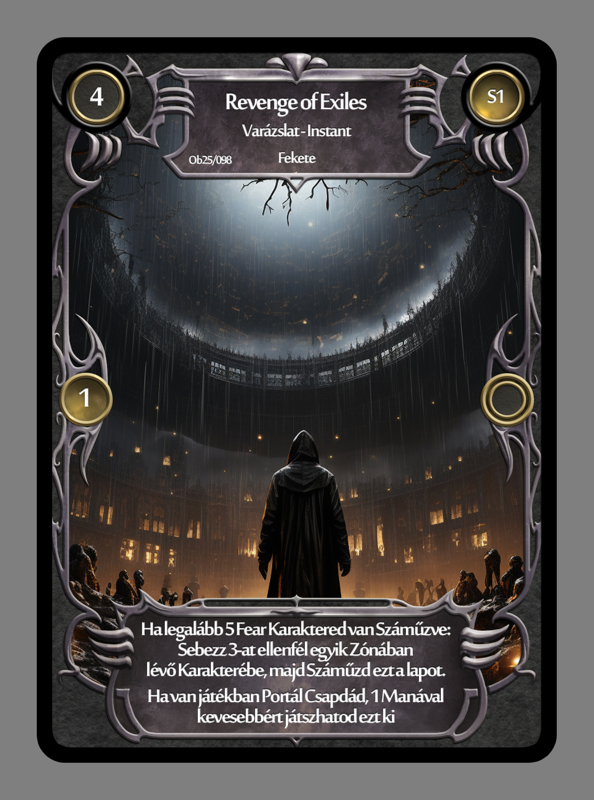 4
Revenge of Exiles
S1
Varázslat - Instant
Ob25/098
Fekete
1
Ha legalább 5 Fear Karaktered van Száműzve:
Sebezz 3-at ellenfél egyik Zónában
lévő Karakterébe, majd Száműzd ezt a lapot.
Ha van játékban Portál Csapdád, 1 Manával
kevesebbért játszhatod ezt ki